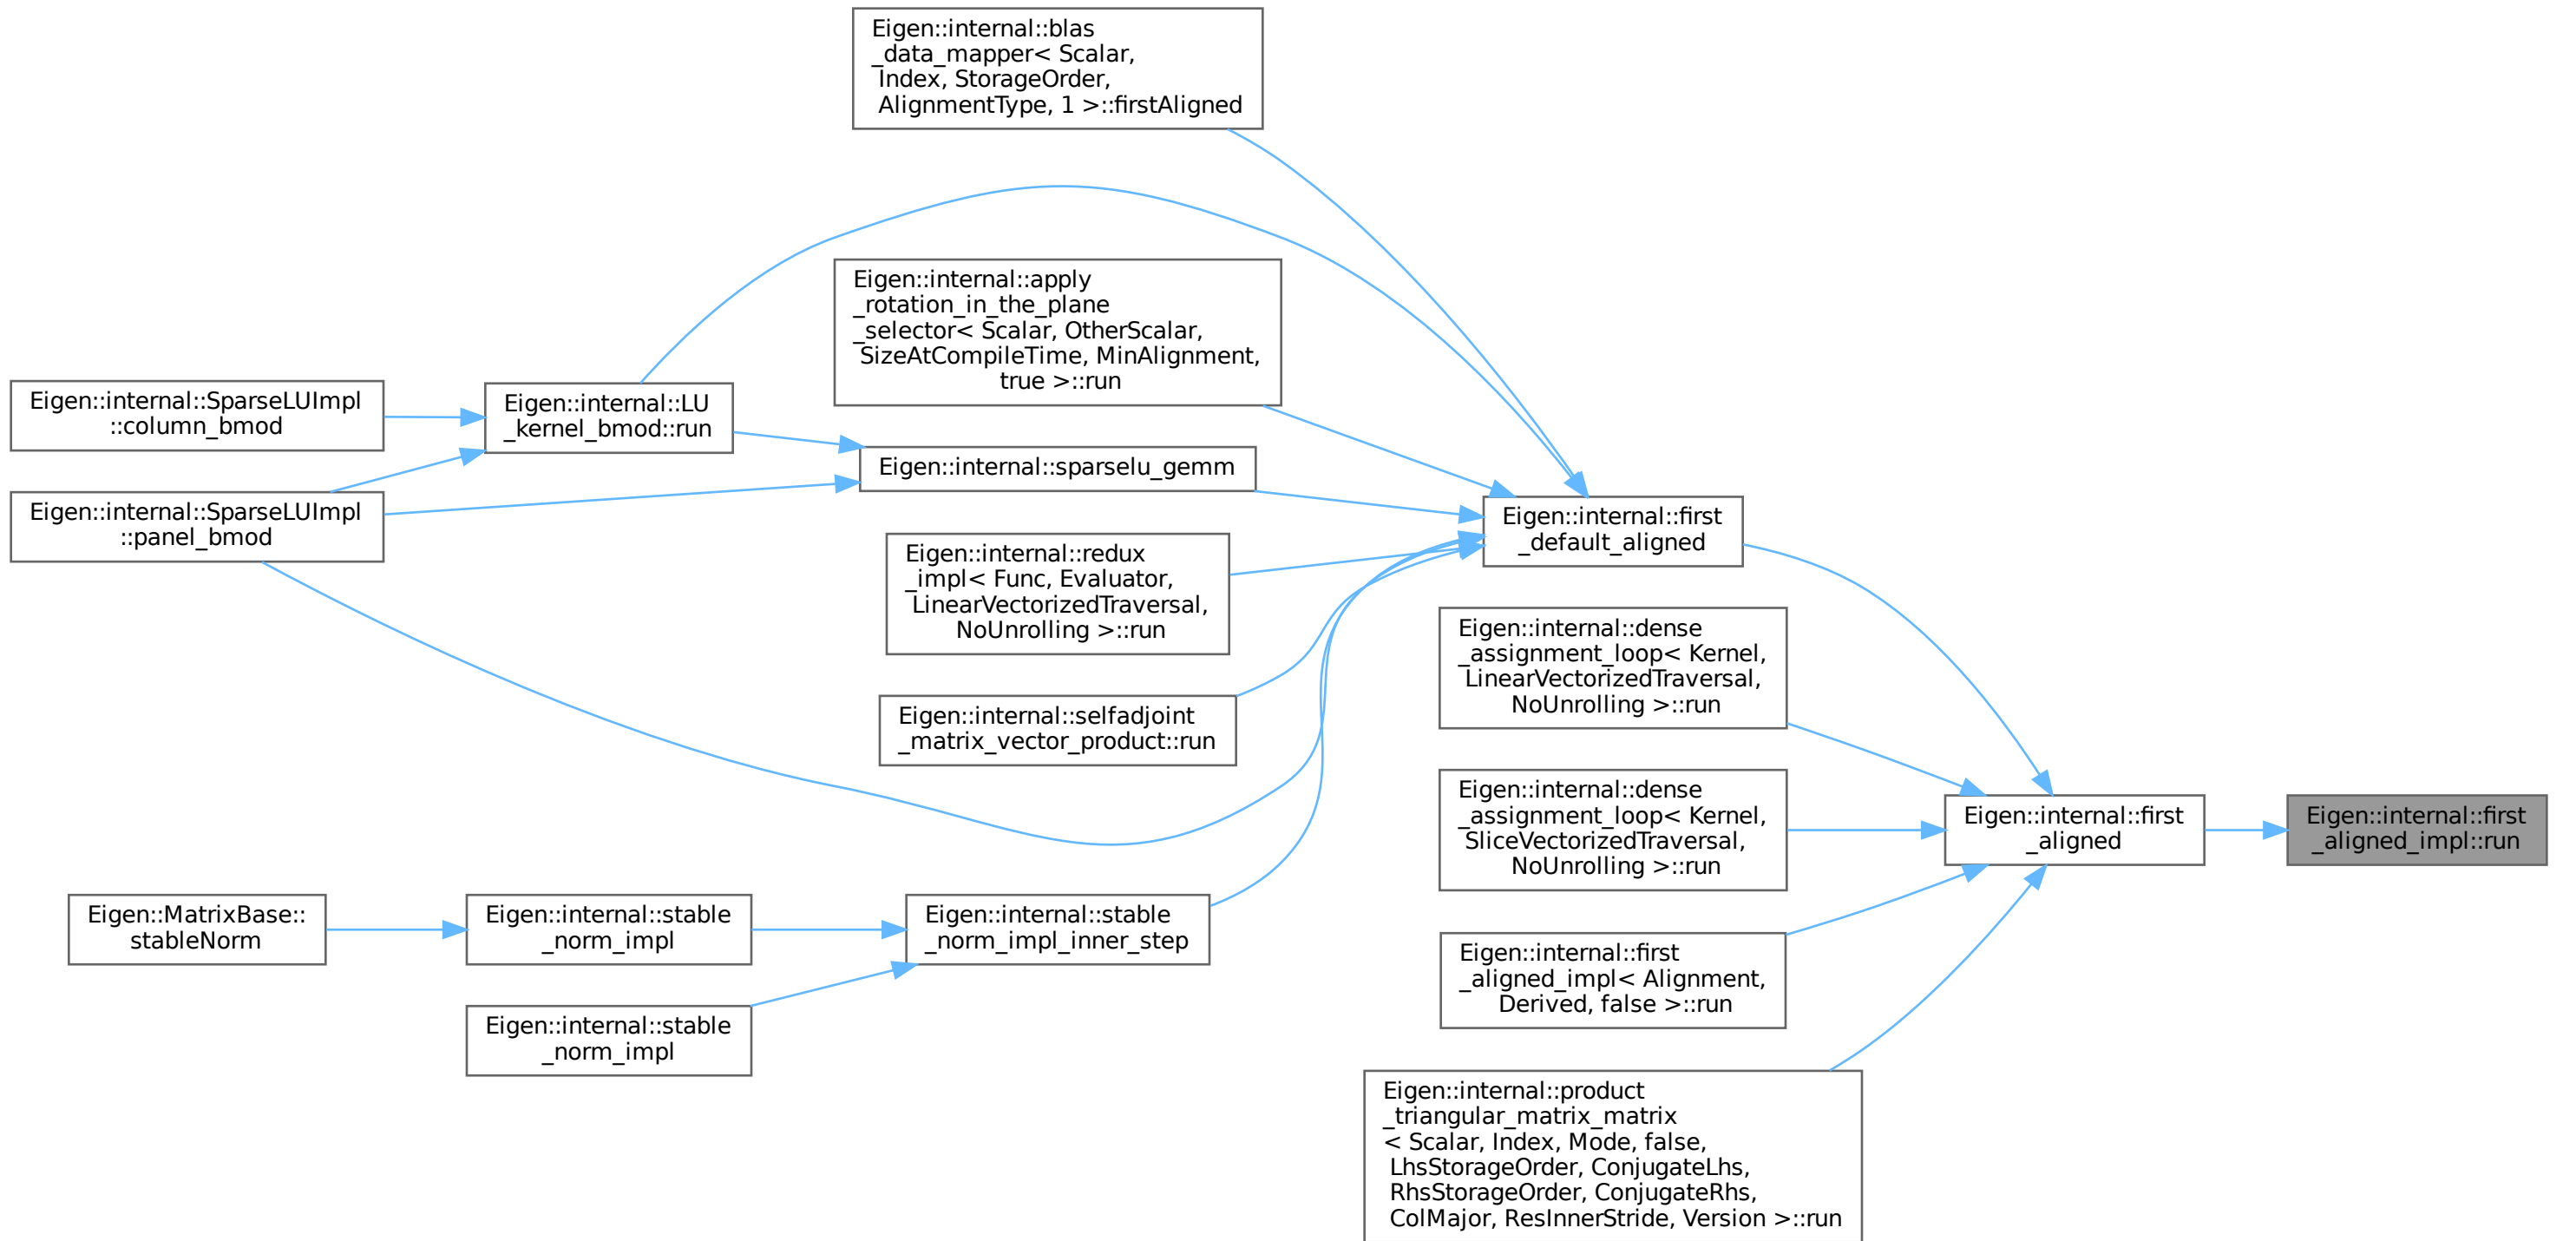 Eigen::internal::blas
_data_mapper< Scalar,
Index, StorageOrder,
AlignmentType, 1 >::firstAligned
Eigen::internal::apply
_rotation_in_the_plane
_selector< Scalar, OtherScalar,
SizeAtCompileTime, MinAlignment,
true >::run
Eigen::internal::SparseLUImpl
::column_bmod
Eigen::internal::LU
_kernel_bmod::run
Eigen::internal::sparselu_gemm
Eigen::internal::SparseLUImpl
::panel_bmod
Eigen::internal::first
_default_aligned
Eigen::internal::redux
_impl< Func, Evaluator,
LinearVectorizedTraversal,
NoUnrolling >::run
Eigen::internal::dense
_assignment_loop< Kernel,
LinearVectorizedTraversal,
NoUnrolling >::run
Eigen::internal::selfadjoint
_matrix_vector_product::run
Eigen::internal::dense
_assignment_loop< Kernel,
SliceVectorizedTraversal,
NoUnrolling >::run
Eigen::internal::first
_aligned
Eigen::internal::first
_aligned_impl::run
Eigen::MatrixBase::
stableNorm
Eigen::internal::stable
_norm_impl
Eigen::internal::stable
_norm_impl_inner_step
Eigen::internal::first
_aligned_impl< Alignment,
Derived, false >::run
Eigen::internal::stable
_norm_impl
Eigen::internal::product
_triangular_matrix_matrix
< Scalar, Index, Mode, false,
LhsStorageOrder, ConjugateLhs,
RhsStorageOrder, ConjugateRhs,
ColMajor, ResInnerStride, Version >::run